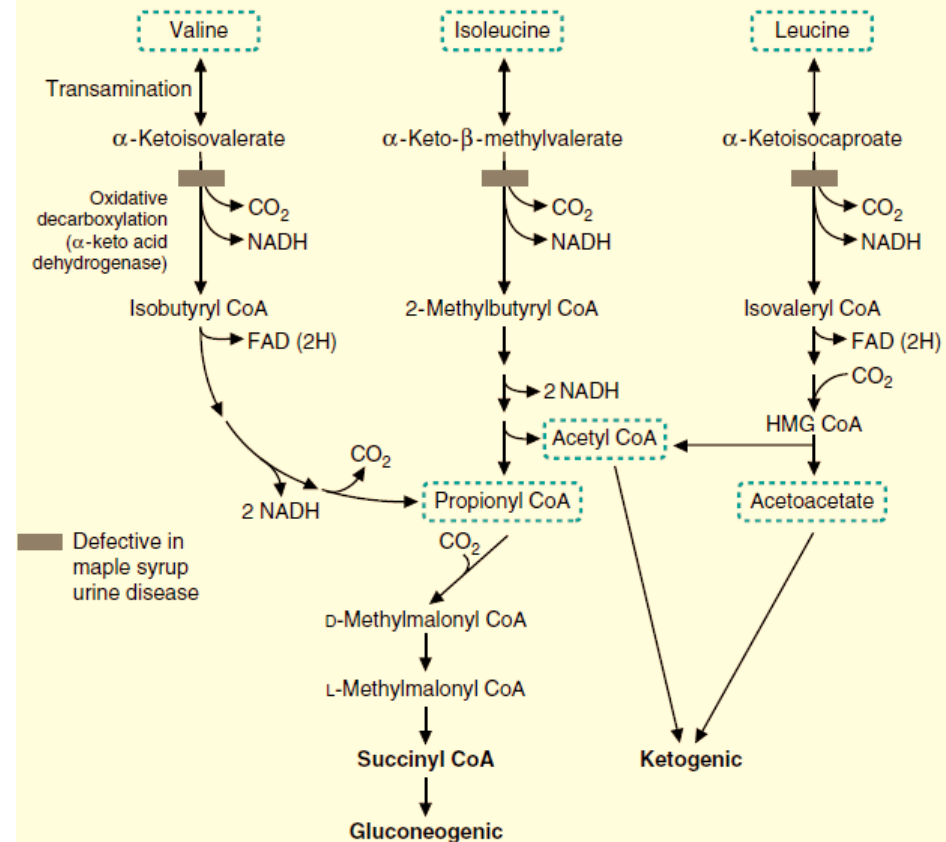 Valine
Isoleucine
Leucine
Transamination
α-Ketoisovalerate
α-Keto-β-methylvalerate
α-Ketoisocaproate
Oxidative
decarboxylation
(α-keto acid
dehydrogenase)
CO2
NADH
CO2
NADH
CO2
NADH
Isobutyryl CoA
2-Methylbutyryl CoA
Isovaleryl CoA
FAD (2H)
FAD (2H)
2 NADH
CO2
HMG CoA
Acetyl CoA
CO2
2 NADH
Propionyl CoA
Acetoacetate
Defective in
maple syrup
urine disease
CO2
D-Methylmalonyl CoA
L-Methylmalonyl CoA
Succinyl CoA
Ketogenic
Gluconeogenic